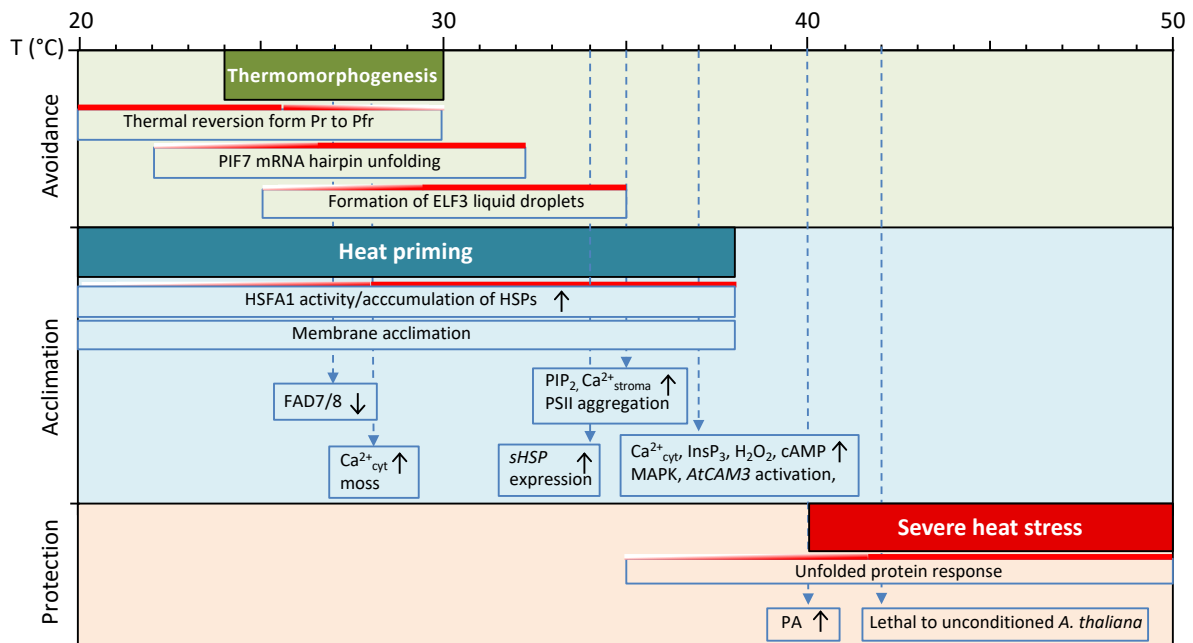 20 30 40 50
T (°C)
Avoidance
Thermomorphogenesis
Thermal reversion form Pr to Pfr
PIF7 mRNA hairpin unfolding
Formation of ELF3 liquid droplets
Acclimation
Heat priming
HSFA1 activity/acccumulation of HSPs ↑
Membrane acclimation
FAD7/8 ↓
Ca²⁺cyt ↑
moss
PIP₂, Ca²⁺stroma ↑
PSII aggregation
sHSP ↑
expression
Ca²⁺cyt, InsP₃, H₂O₂, cAMP ↑
MAPK, AtCAM3 activation,
Protection
Severe heat stress
Unfolded protein response
PA ↑
Lethal to unconditioned A. thaliana